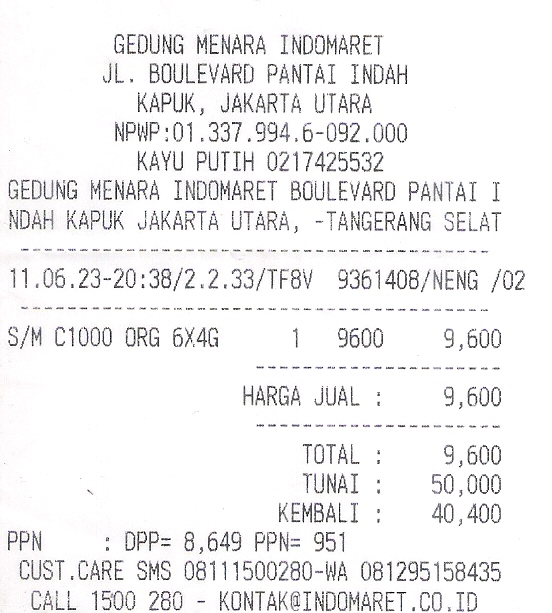 GEDUNG MENARA INDOMARET
JL. BOULEVARD PANTAI INDAH
KAPUK, JAKARTA UTARA
NPWP:01.337.994.6-092.000
KAYU PUTIH 0217425532
GEDUNG MENARA INDOMARET BOULEVARD PANTAI I
NDAH KAPUK JAKARTA UTARA, -TANGERANG SELAT
----------------------------------------
11.06.23-20:38/2.2.33/TF8V 9361408/NENG /02
----------------------------------------
S/M C1000 ORG 6X4G 1 9600 9,600
---------------------
HARGA JUAL : 9,600
---------------------
TOTAL : 9,600
TUNAI : 50,000
KEMBALI : 40,400
PPN : DPP= 8,649 PPN= 951
CUST.CARE SMS 08111500280-WA 081295158435
CALL 1500 280 - KONTAK@INDOMARET.CO.ID